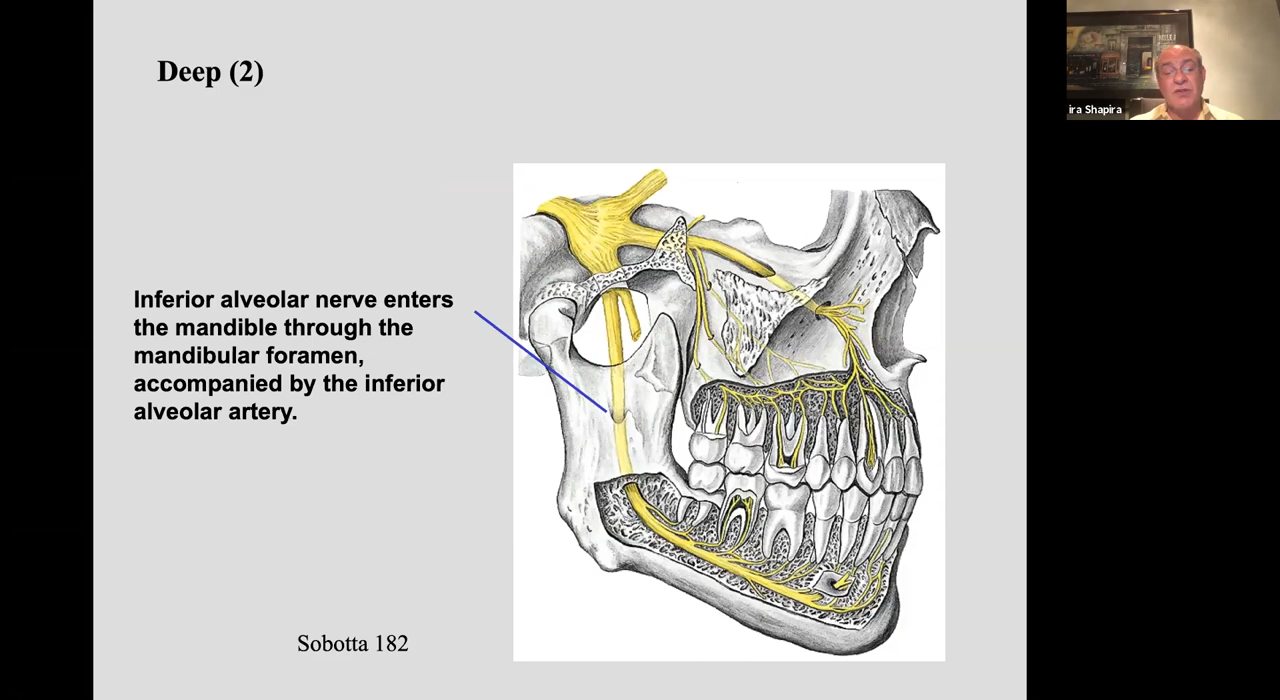 Deep (2)
Inferior alveolar nerve enters
the mandible through the
mandibular foramen,
accompanied by the inferior
alveolar artery.
Sobotta 182
ira Shapira